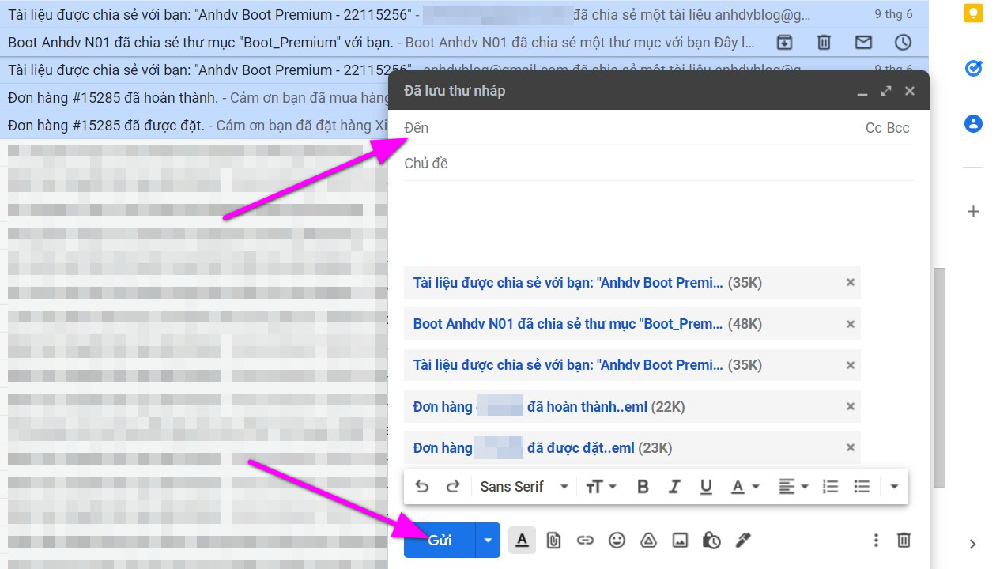 Tài liệu được chia sẻ với bạn: "Anhdv Boot Premium - 22115256" - đã chia sẻ một tài liệu anhdvblog@g... 9 thg 6
Boot Anhdv N01 đã chia sẻ thư mục "Boot_Premium" với bạn. - Boot Anhdv N01 đã chia sẻ một thư mục với bạn Đây l...
Tài liệu được chia sẻ với bạn: "Anhdv Boot Premium - 22115256" - anhdvblog@gmail.com đã chia sẻ một tài liệu anhdvblog@g... 9 thg 6
Đơn hàng #15285 đã hoàn thành. - Cảm ơn bạn đã mua hàng
Đơn hàng #15285 đã được đặt. - Cảm ơn bạn đã đặt hàng Xi
Đã lưu thư nháp
Đến Cc Bcc
Chủ đề
Tài liệu được chia sẻ với bạn: "Anhdv Boot Premi... (35K)
Boot Anhdv N01 đã chia sẻ thư mục "Boot_Prem... (48K)
Tài liệu được chia sẻ với bạn: "Anhdv Boot Premi... (35K)
Đơn hàng đã hoàn thành..eml (22K)
Đơn hàng đã được đặt..eml (23K)
Sans Serif
Gửi